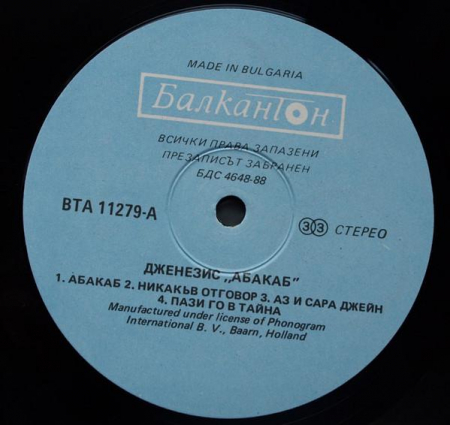 MADE IN BULGARIA
Балкантон
ВСИЧКИ ПРАВА ЗАПАЗЕНИ
ПРЕЗАПИСЪТ ЗАБРАНЕН
БДС 4648-88
ВТА 11279-А
33 СТЕРЕО
ДЖЕНЕЗИС „АБАКАБ"
1. АБАКАБ 2. НИКАКЪВ ОТГОВОР 3. АЗ И САРА ДЖЕЙН
4. ПАЗИ ГО В ТАЙНА
Manufactured under license of Phonogram
International B. V., Baarn, Holland